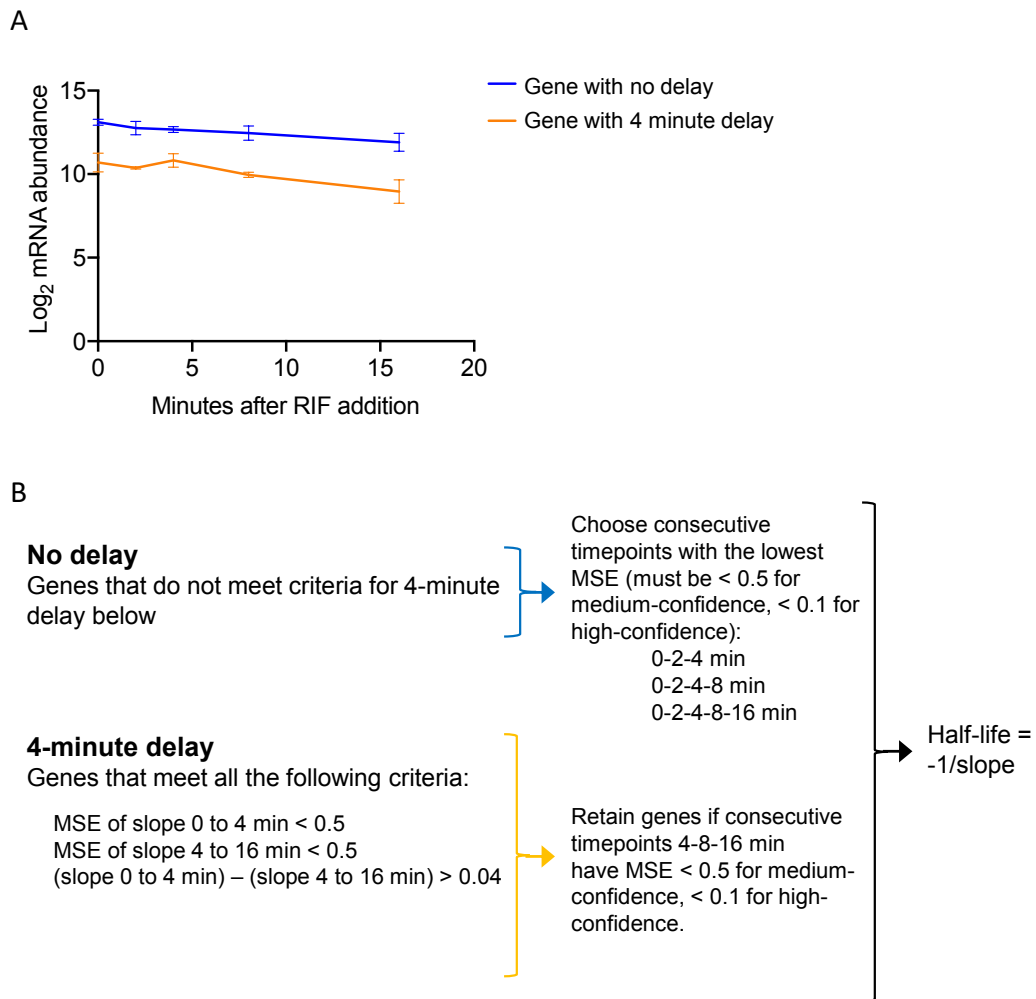 A
Gene with no delay
Gene with 4 minute delay
Log₂ mRNA abundance
15
10
5
0
0
5
10
15
20
Minutes after RIF addition
B
No delay
Genes that do not meet criteria for 4-minute
delay below
Choose consecutive
timepoints with the lowest
MSE (must be < 0.5 for
medium-confidence, < 0.1 for
high-confidence):
0-2-4 min
0-2-4-8 min
0-2-4-8-16 min
4-minute delay
Genes that meet all the following criteria:
MSE of slope 0 to 4 min < 0.5
MSE of slope 4 to 16 min < 0.5
(slope 0 to 4 min) – (slope 4 to 16 min) > 0.04
Retain genes if consecutive
timepoints 4-8-16 min
have MSE < 0.5 for medium-
confidence, < 0.1 for high-
confidence.
Half-life =
-1/slope